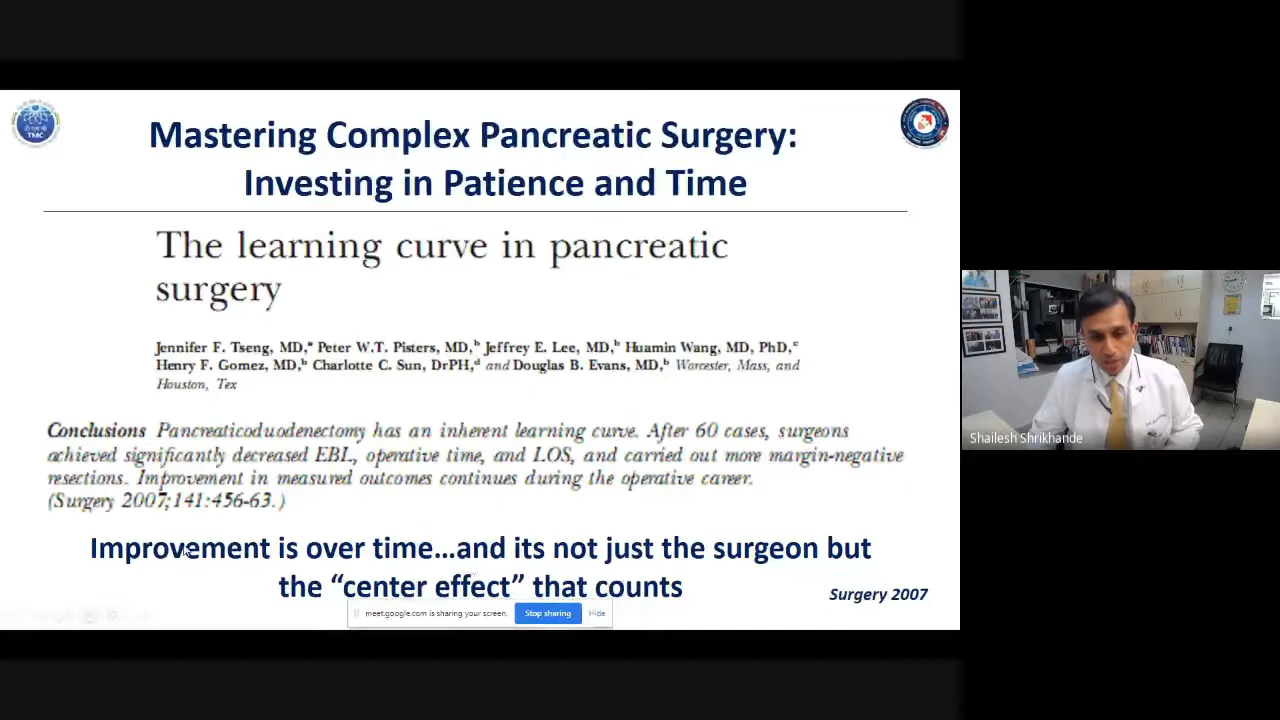 TMC
Mastering Complex Pancreatic Surgery:
Investing in Patience and Time
The learning curve in pancreatic
surgery
Jennifer F. Tseng, MD,ᵃ Peter W.T. Pisters, MD,ᵇ Jeffrey E. Lee, MD,ᵇ Huamin Wang, MD, PhD,ᶜ
Henry F. Gomez, MD,ᵇ Charlotte C. Sun, DrPH,ᵈ and Douglas B. Evans, MD,ᵇ Worcester, Mass, and
Houston, Tex
Conclusions Pancreaticoduodenectomy has an inherent learning curve. After 60 cases, surgeons
achieved significantly decreased EBL, operative time, and LOS, and carried out more margin-negative
resections. Improvement in measured outcomes continues during the operative career.
(Surgery 2007;141:456-63.)
Improvement is over time…and its not just the surgeon but
the “center effect” that counts
Surgery 2007
meet.google.com is sharing your screen.
Stop sharing
Hide
Shailesh Shrikhande